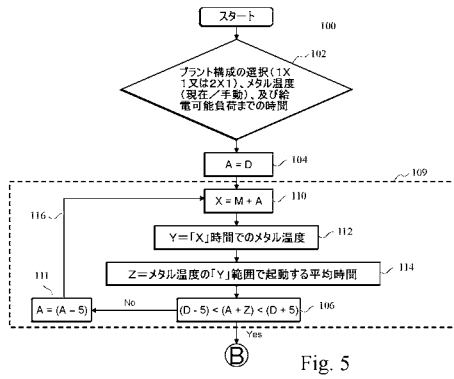 スタート
100
102
プラント構成の選択(1X
1又は2X1)、メタル温度
(現在/手動)、及び給
電可能負荷までの時間
A = D
104
109
116
X = M + A
110
Y=「X」時間でのメタル温度
112
Z=メタル温度の「Y」範囲で起動する平均時間
114
111
A = (A − 5)
No
(D - 5) < (A + Z) < (D + 5)
106
Yes
B
Fig. 5